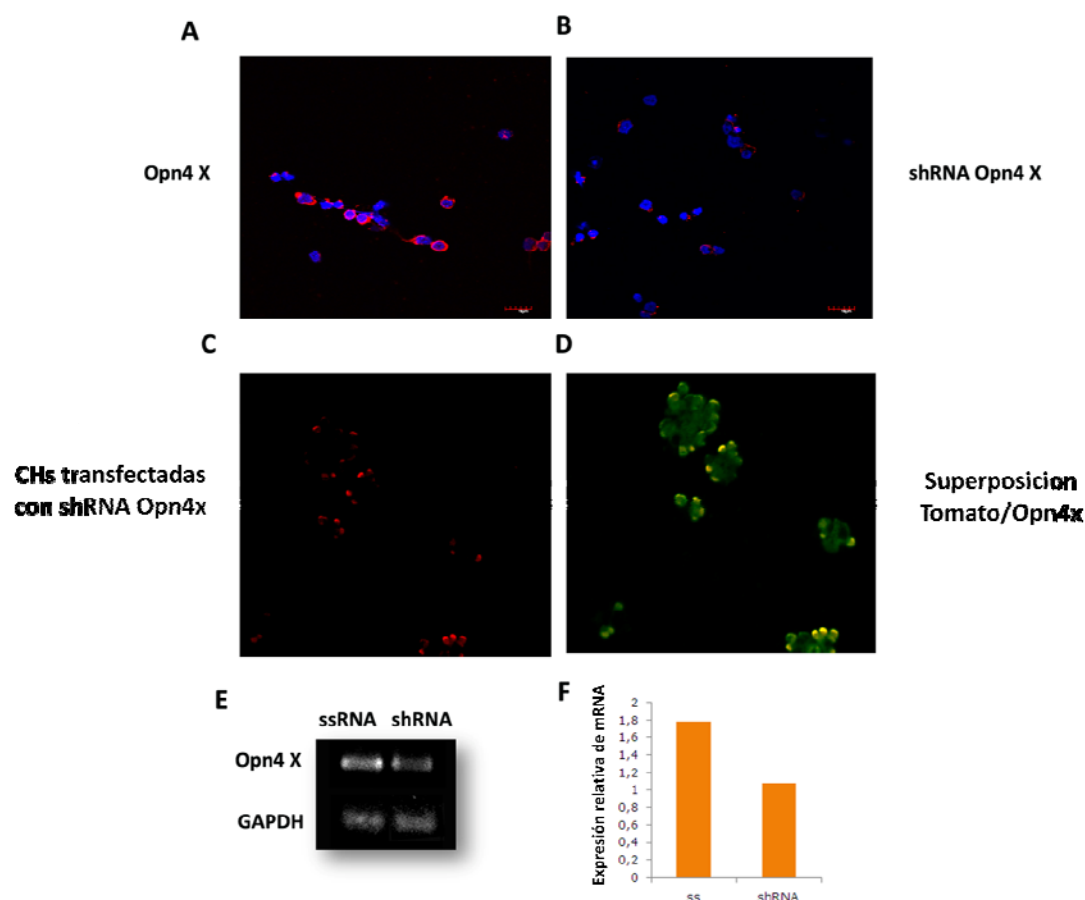 A
B
Opn4 X
shRNA Opn4 X
C
D
CHs transfectadas
con shRNA Opn4x
Superposicion
Tomato/Opn4x
E
ssRNA shRNA
Opn4 X
GAPDH
F
Expresión relativa de mRNA
2
1,8
1,6
1,4
1,2
1
0,8
0,6
0,4
0,2
0
ss shRNA